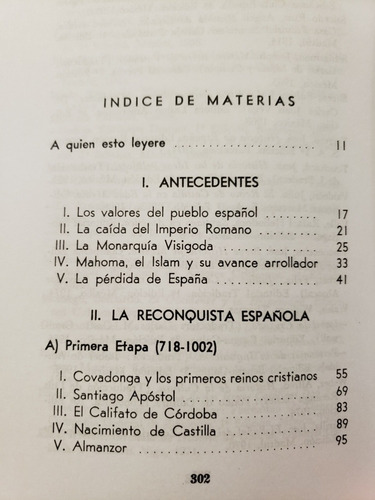 INDICE DE MATERIAS
A quien esto leyere ..................... 11
I. ANTECEDENTES
I. Los valores del pueblo español ........ 17
II. La caída del Imperio Romano ........ 21
III. La Monarquía Visigoda ............ 25
IV. Mahoma, el Islam y su avance arrollador 33
V. La pérdida de España ............ 41
II. LA RECONQUISTA ESPAÑOLA
A) Primera Etapa (718-1002)
I. Covadonga y los primeros reinos cristianos 55
II. Santiago Apóstol .................. 69
III. El Califato de Córdoba ............ 83
IV. Nacimiento de Castilla ............ 89
V. Almanzor ........................ 95
302